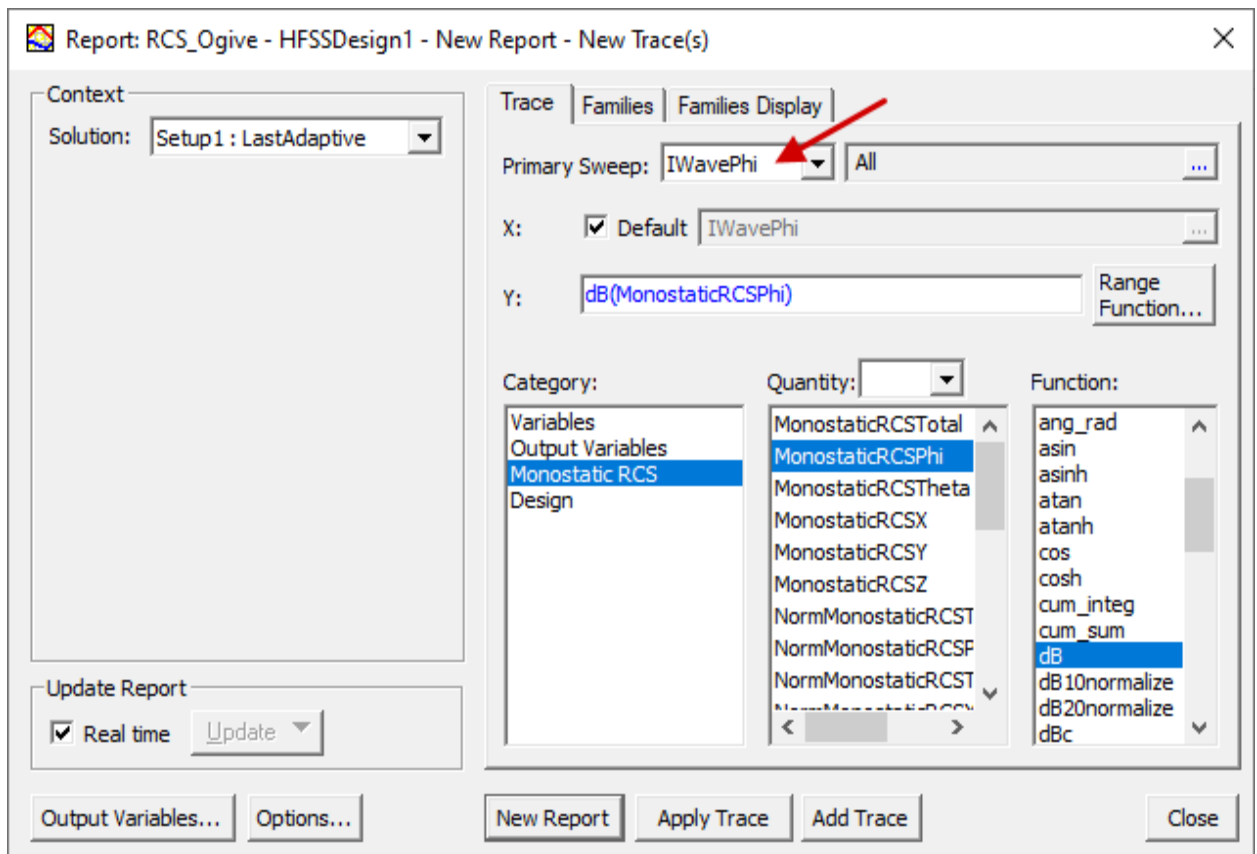 Report: RCS_Ogive - HFSSDesign1 - New Report - New Trace(s)
Context
Solution: Setup1 : LastAdaptive
Update Report
Real time Update
Output Variables... Options...
Trace Families Families Display
Primary Sweep: IWavePhi All ...
X: Default IWavePhi ...
Y: dB(MonostaticRCSPhi) Range
Function...
Category:
Variables
Output Variables
Monostatic RCS
Design
Quantity:
MonostaticRCSTotal
MonostaticRCSPhi
MonostaticRCSTheta
MonostaticRCSX
MonostaticRCSY
MonostaticRCSZ
NormMonostaticRCST
NormMonostaticRCSP
NormMonostaticRCST
Function:
ang_rad
asin
asinh
atan
atanh
cos
cosh
cum_integ
cum_sum
dB
dB10normalize
dB20normalize
dBc
New Report Apply Trace Add Trace Close